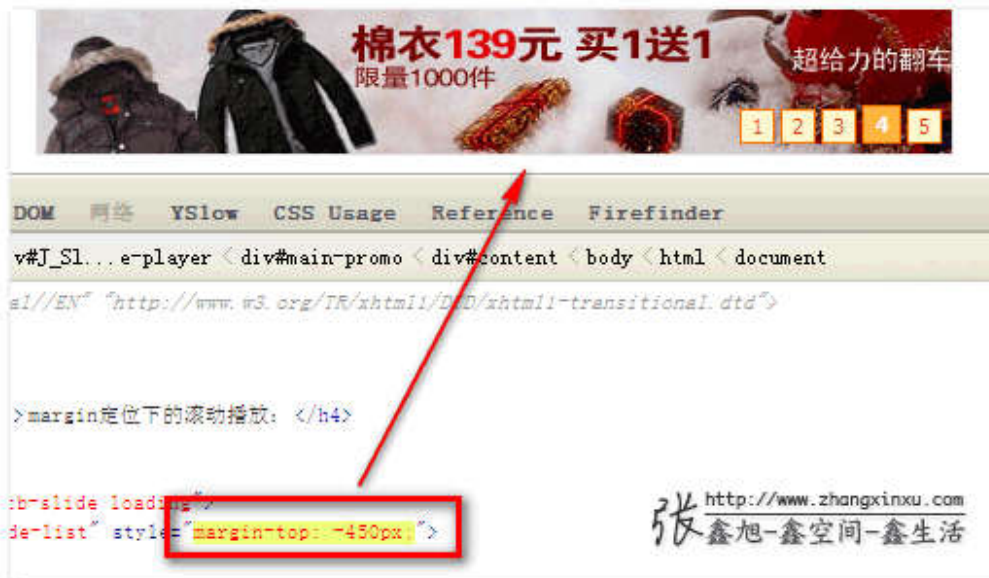 棉衣139元 买1送1
限量1000件
超给力的翻车
1 2 3 4 5
DOM 网络 YSlow CSS Usage Reference Firefinder
v#J_Sl...e-player < div#main-promo < div#content < body < html < document
al//EN" "http://www.w3.org/TR/xhtml1/DTD/xhtml1-transitional.dtd">
>margin定位下的滚动播放：</h4>
cb-slide loading">
de-list" style="margin-top: -450px;">
张 http://www.zhangxinxu.com
鑫旭-鑫空间-鑫生活